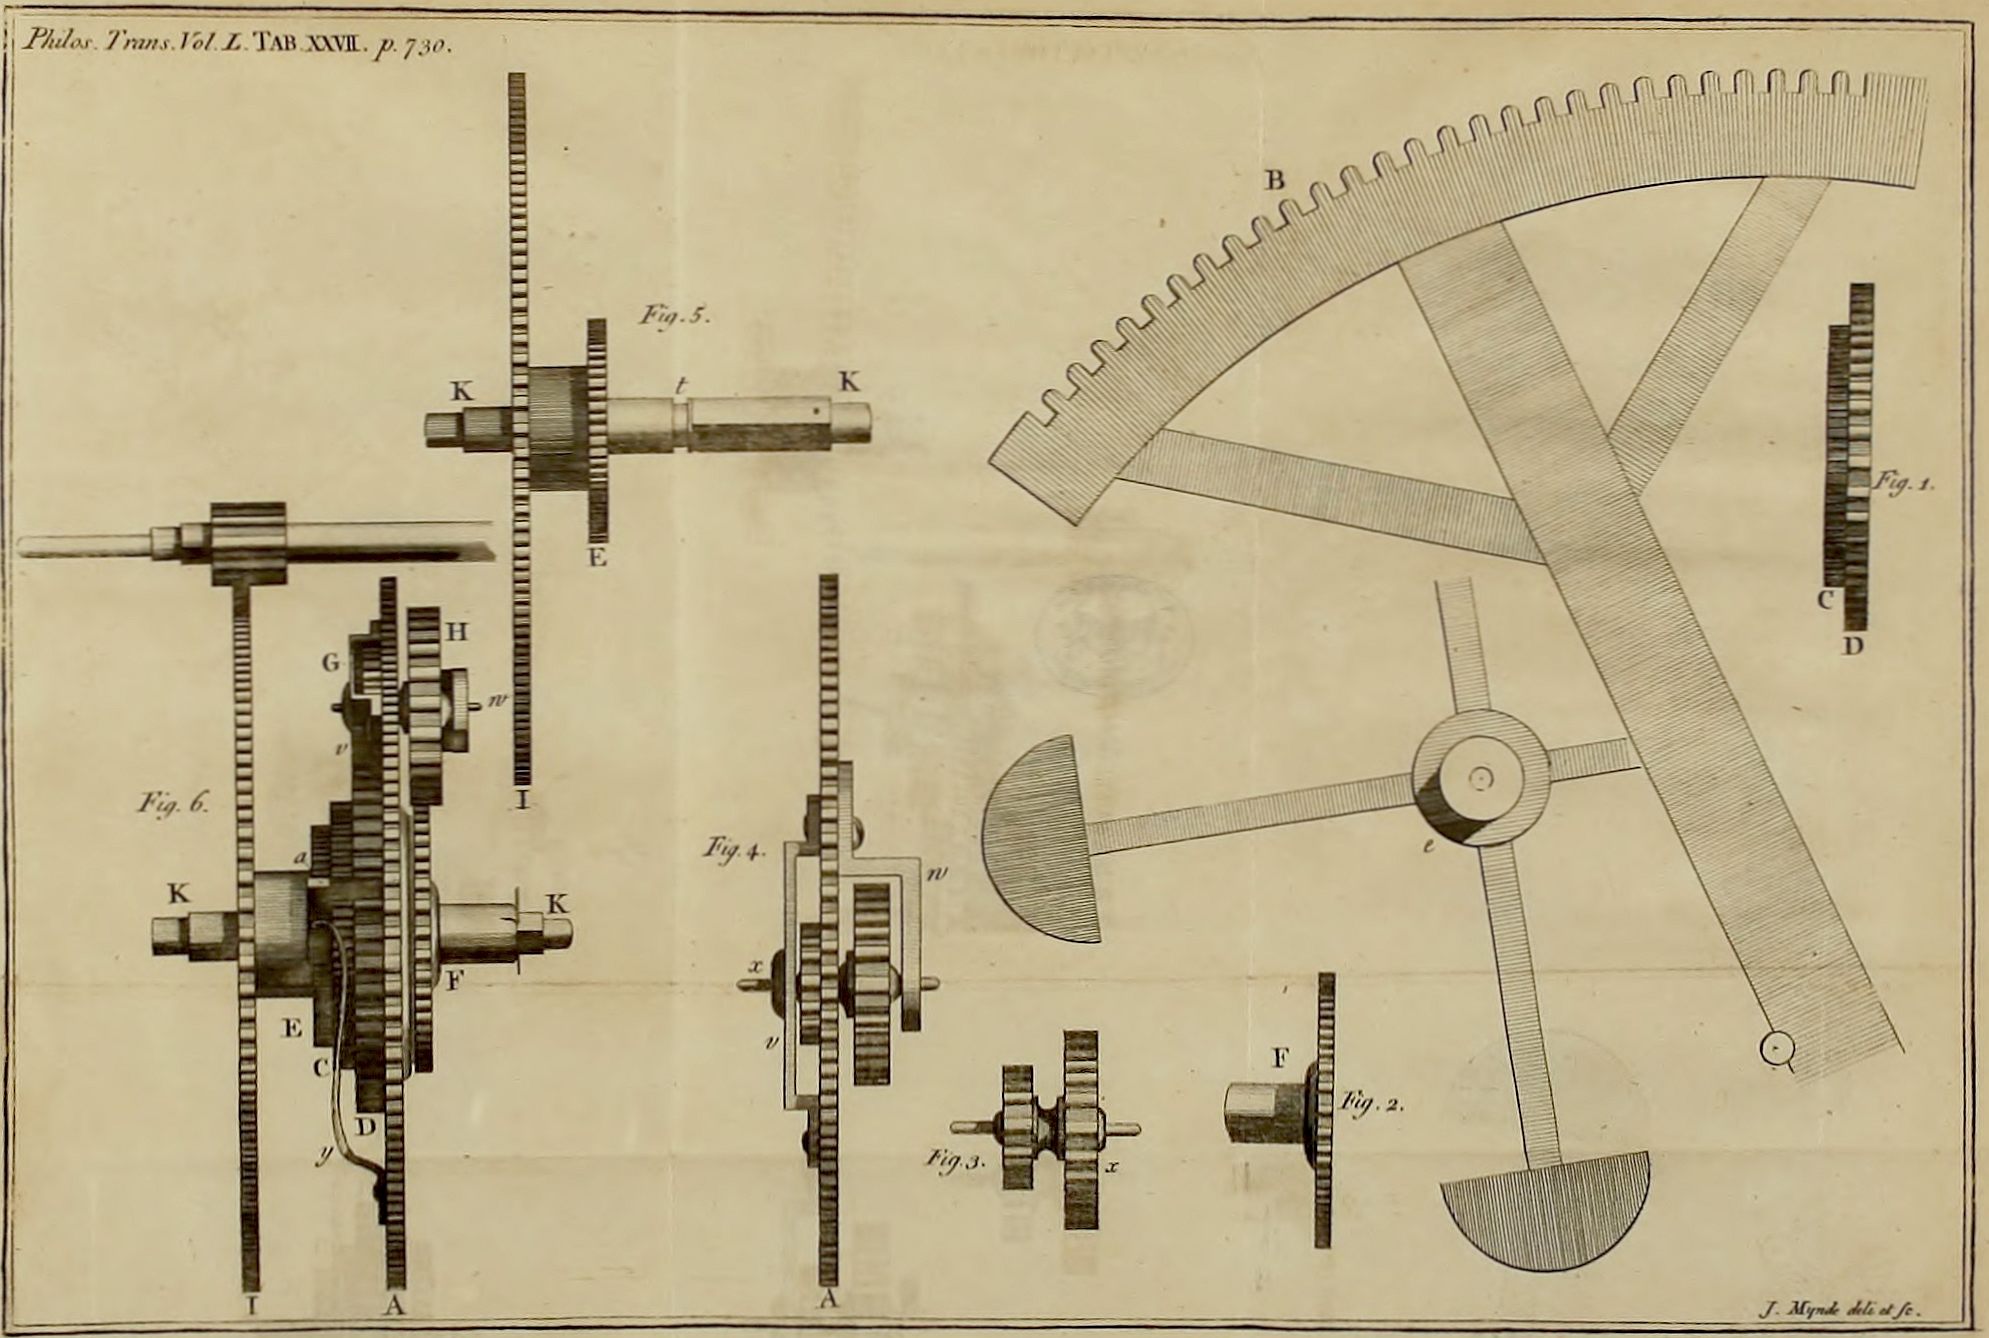 Philos. Trans. Vol. L. TAB. XXVII. p. 730.
B
Fig. 5.
K
t
K
E
I
Fig. 1.
C
D
G
H
w
v
Fig. 6.
a
K
K
F
E
C
D
y
I
A
Fig. 4.
w
x
v
A
e
Fig. 3.
x
F
Fig. 2.
J. Mynde deli et sc.